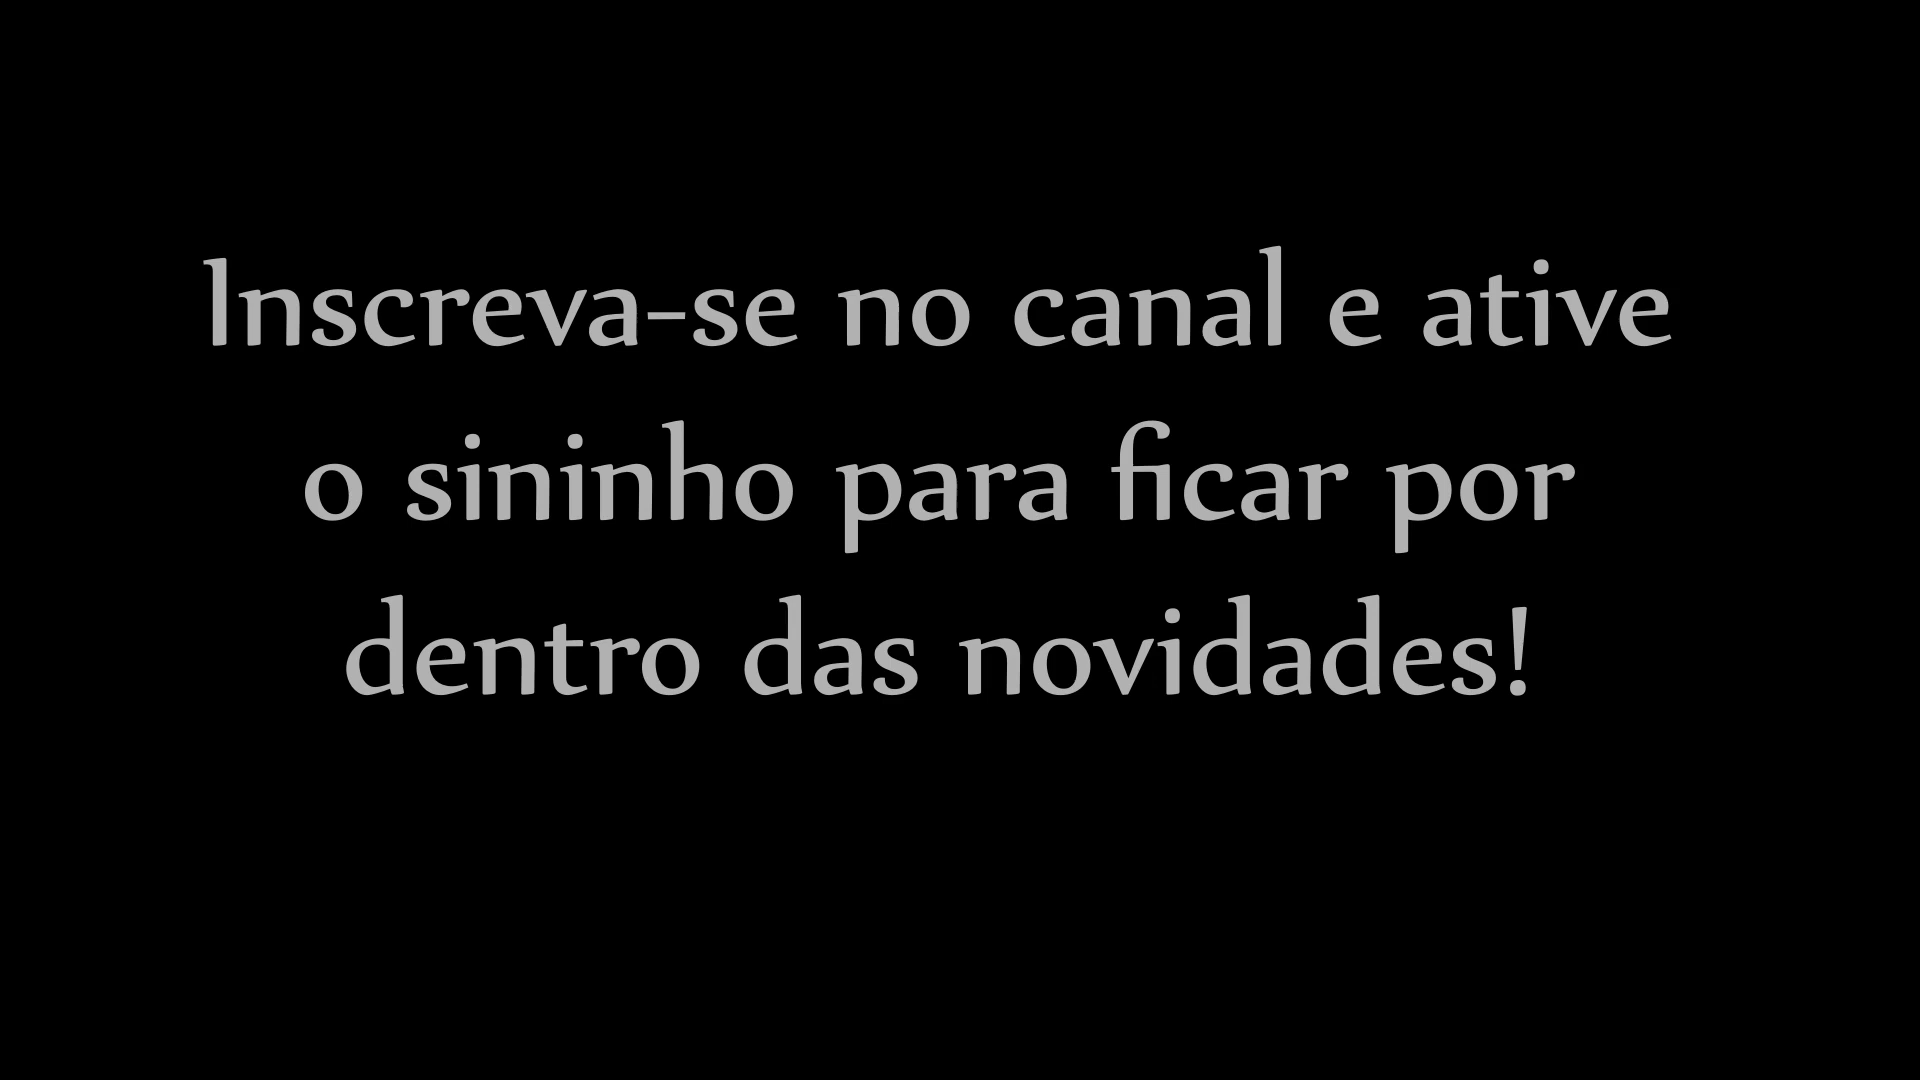 Inscreva-se no canal e ative
o sininho para ficar por
dentro das novidades!